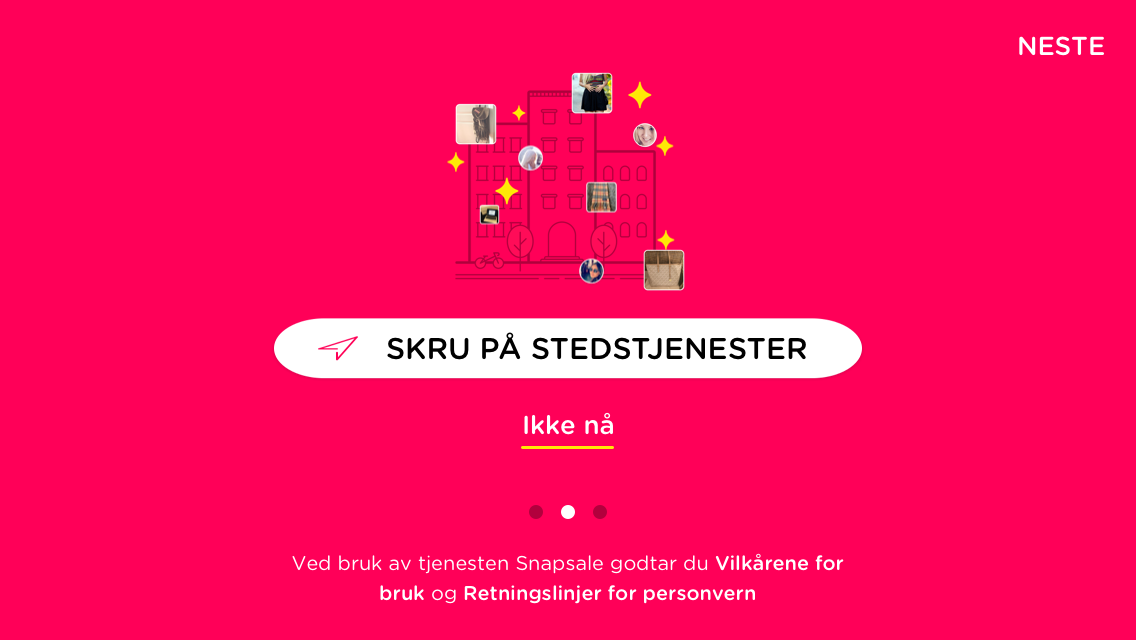 NESTE
SKRU PÅ STEDSTJENESTER
Ikke nå
Ved bruk av tjenesten Snapsale godtar du Vilkårene for
bruk og Retningslinjer for personvern